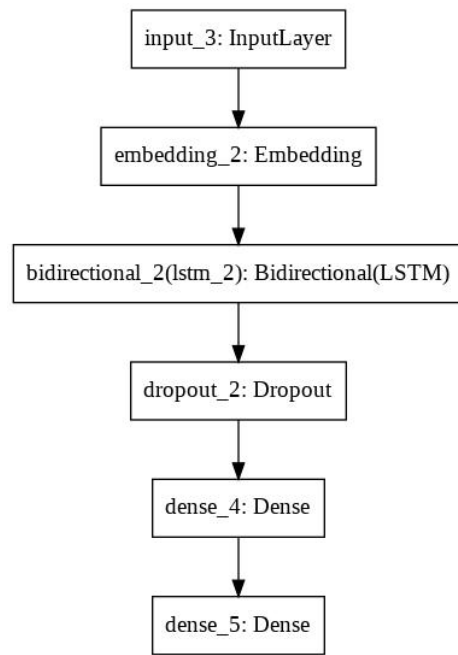 input_3: InputLayer
embedding_2: Embedding
bidirectional_2(lstm_2): Bidirectional(LSTM)
dropout_2: Dropout
dense_4: Dense
dense_5: Dense